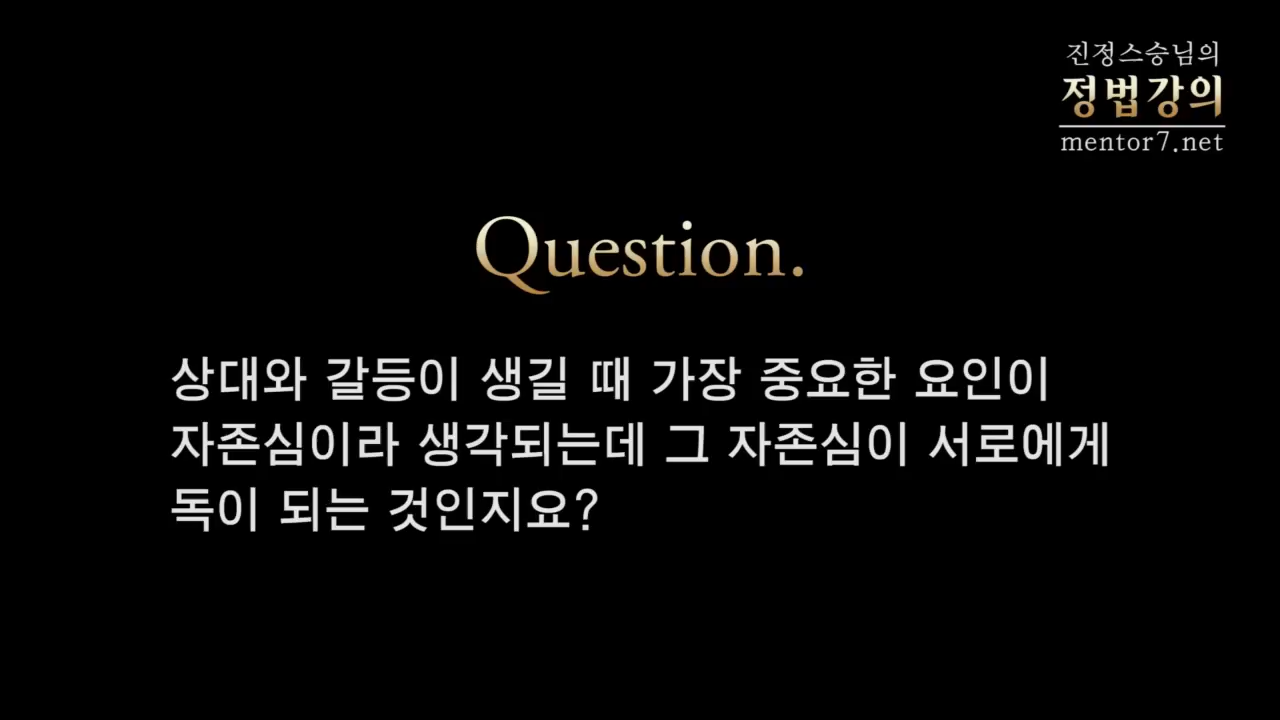 진정스승님의
정법강의
mentor7.net
Question.
상대와 갈등이 생길 때 가장 중요한 요인이
자존심이라 생각되는데 그 자존심이 서로에게
독이 되는 것인지요?